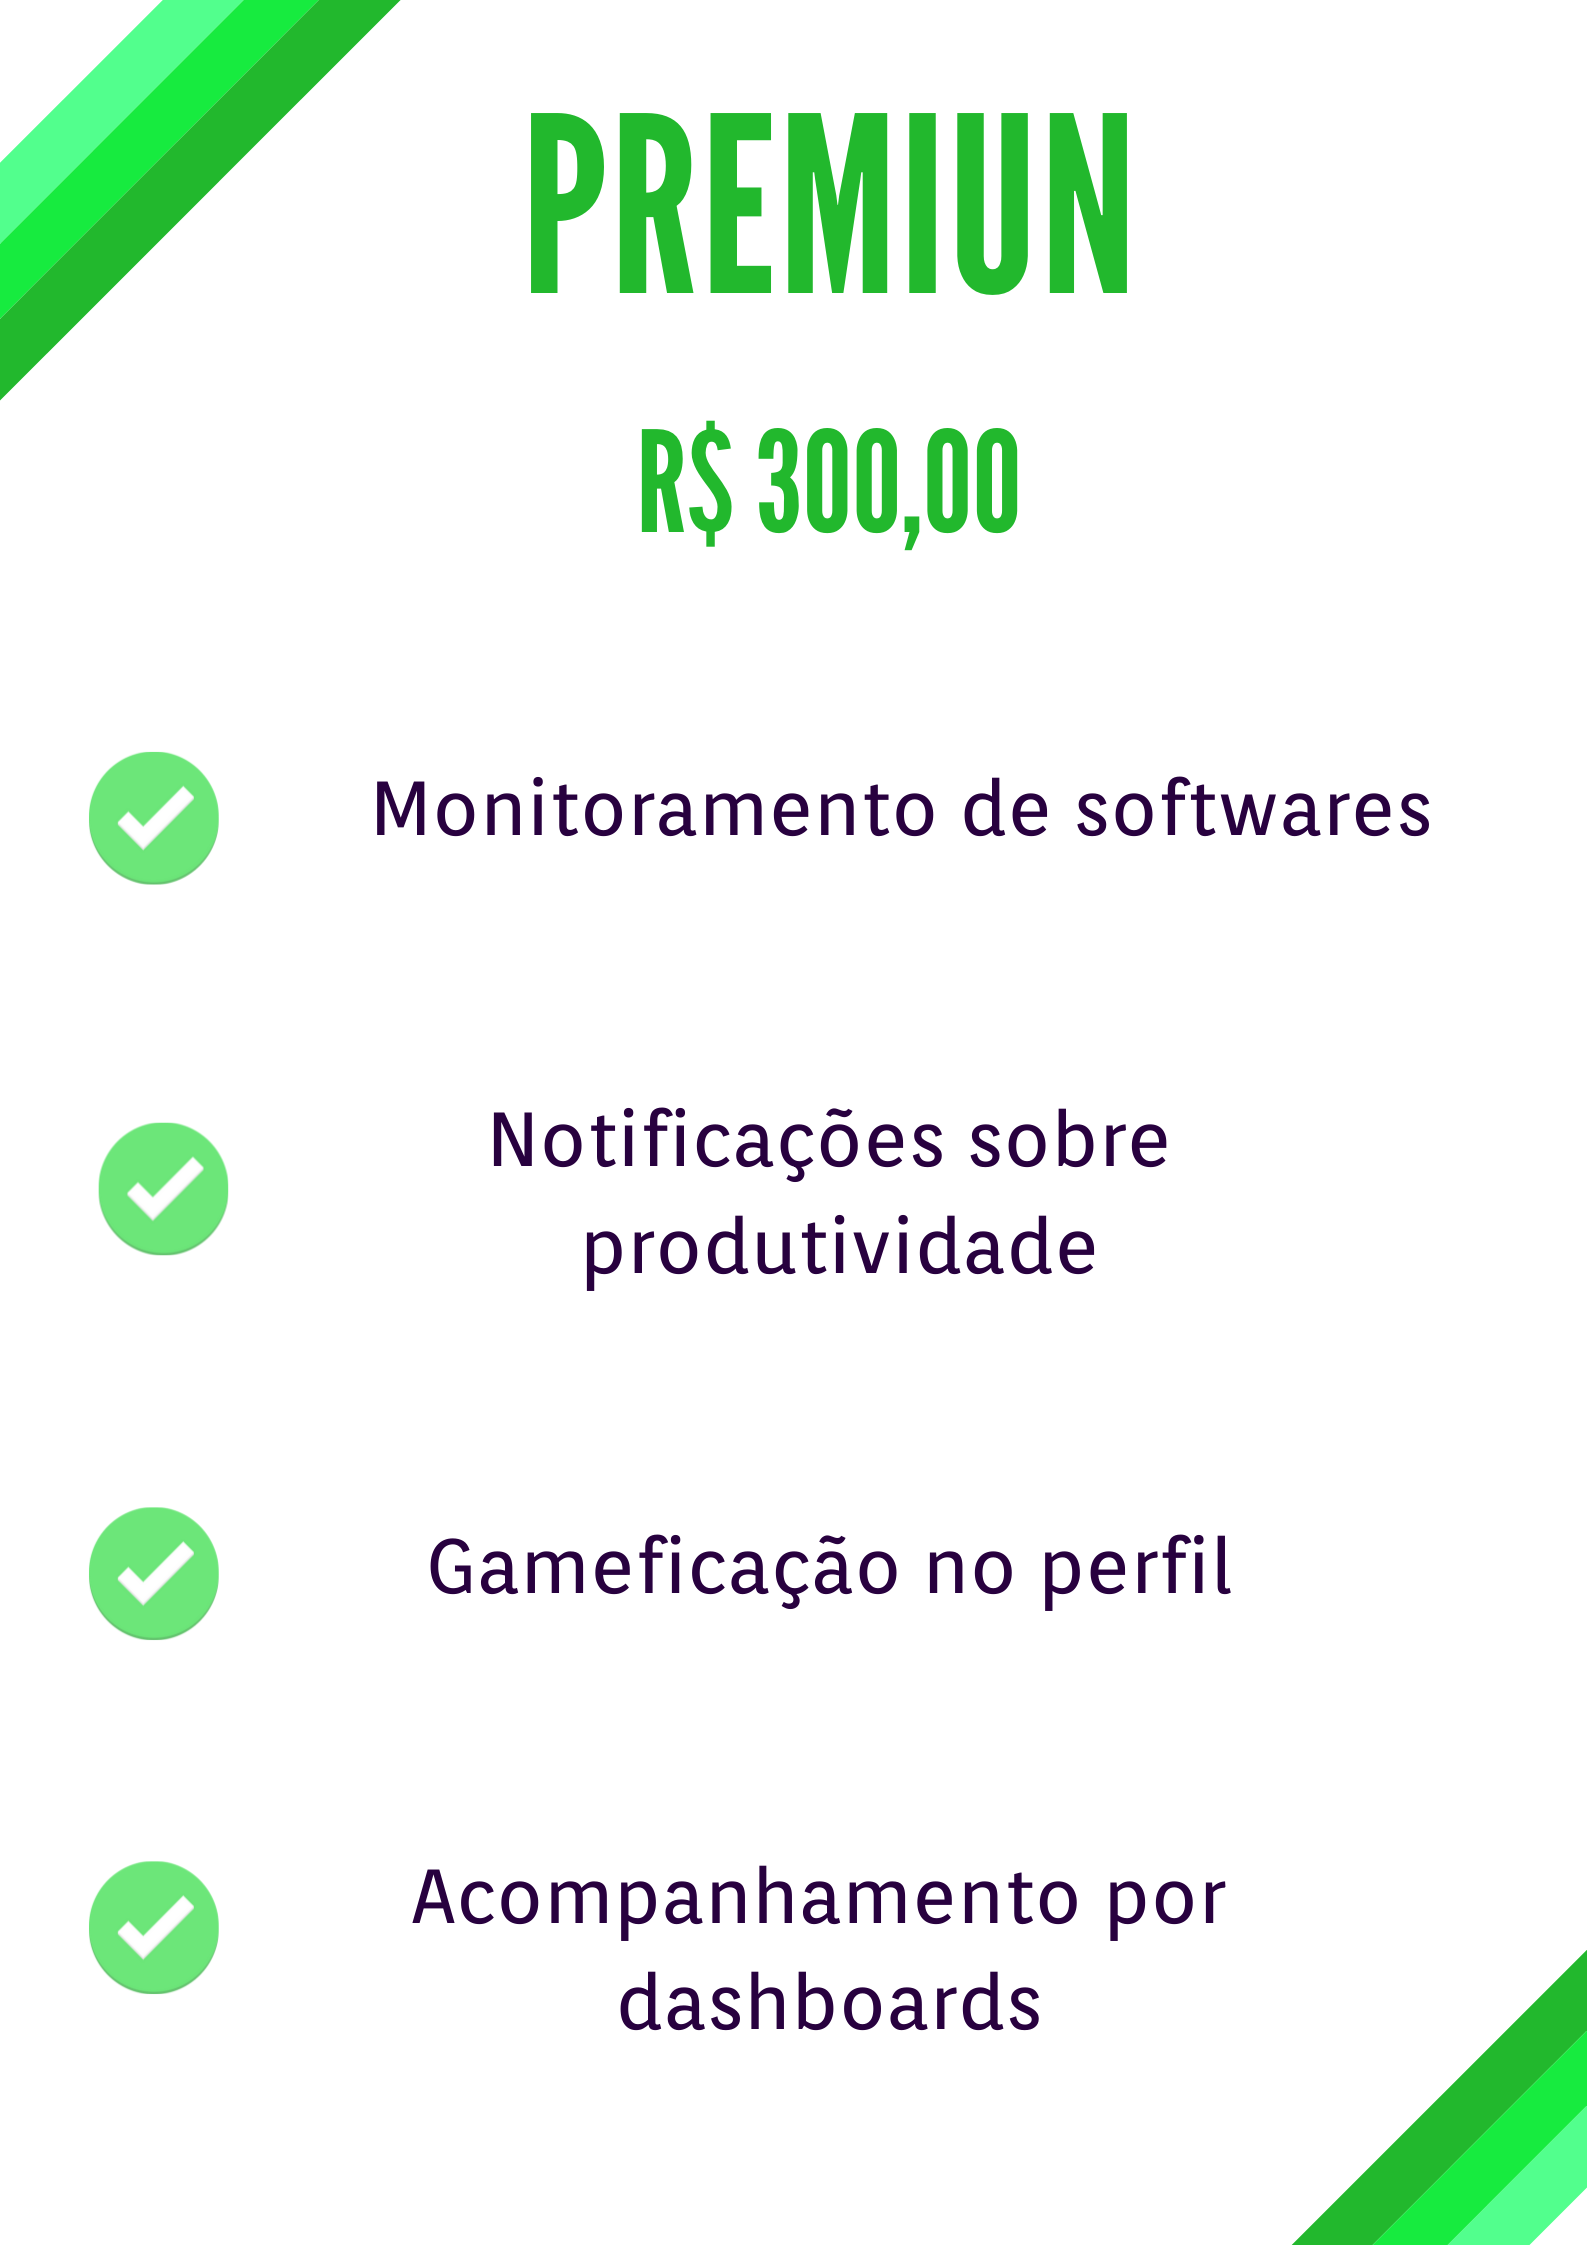 PREMIUN
R$ 300,00
Monitoramento de softwares
Notificações sobre
produtividade
Gameficação no perfil
Acompanhamento por
dashboards